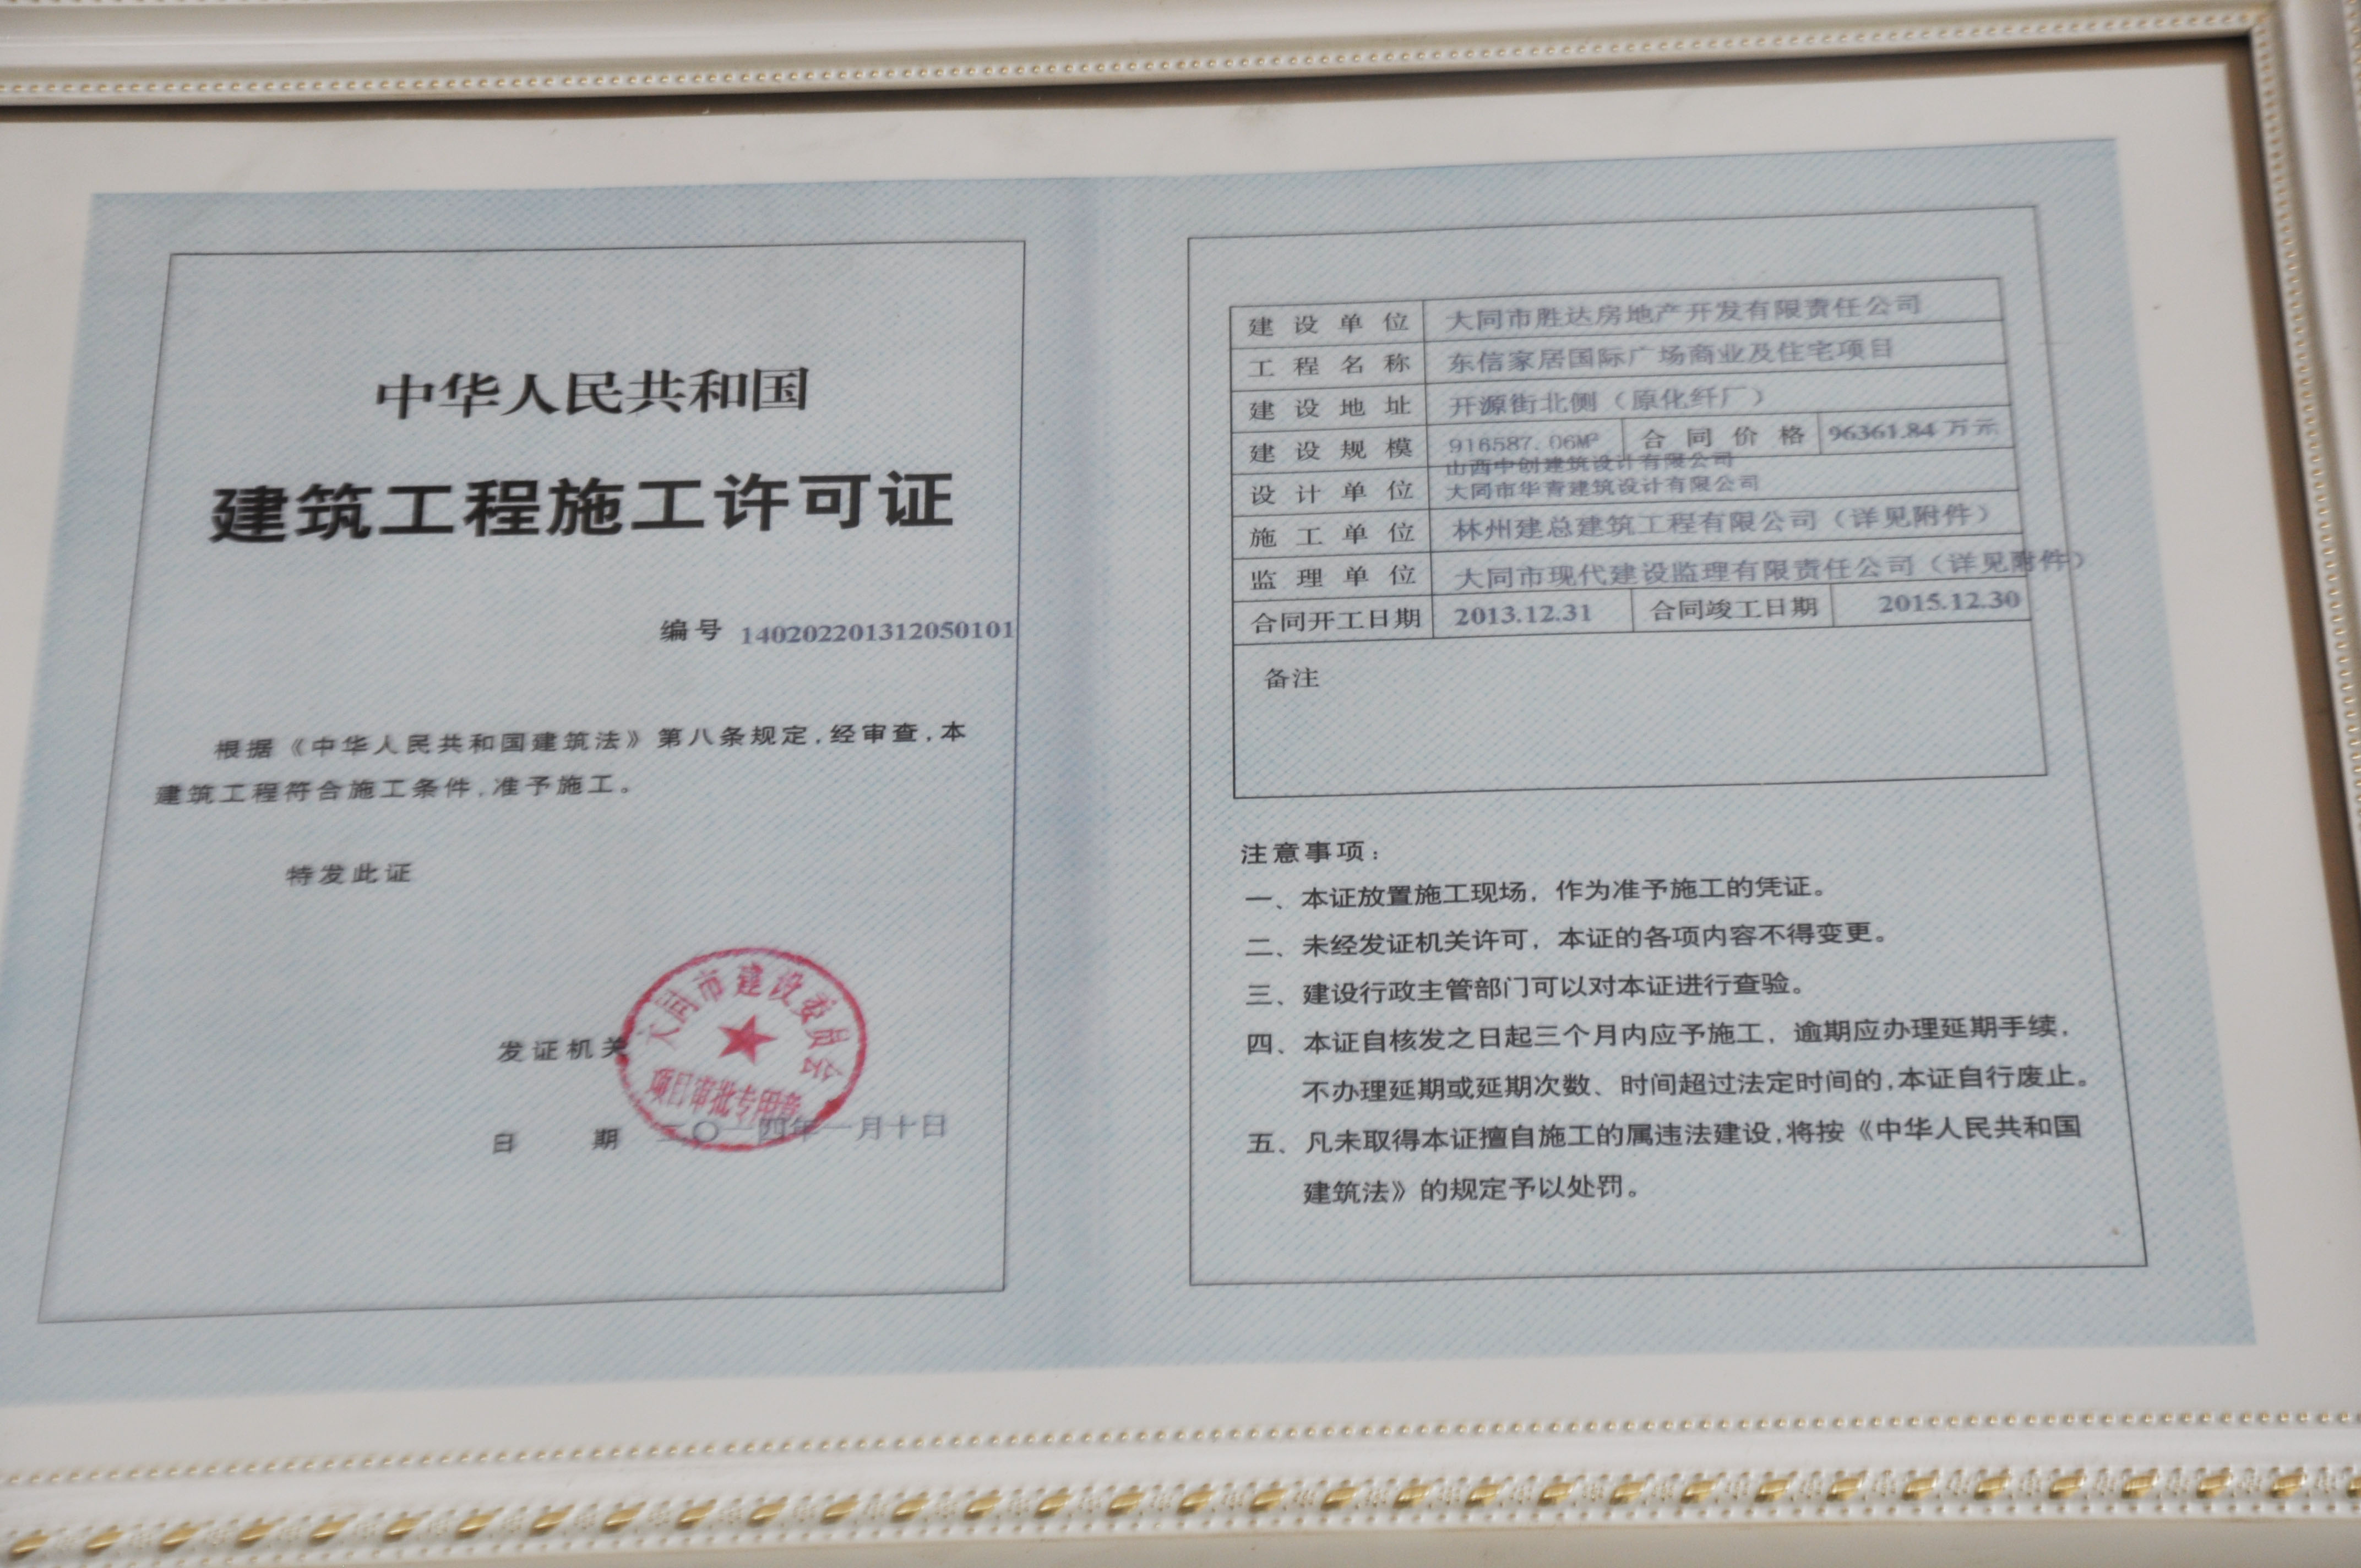 中华人民共和国
建筑工程施工许可证
编号 140202201312050101
根据《中华人民共和国建筑法》第八条规定,经审查,本
建筑工程符合施工条件,准予施工。
特发此证
发证机关
大同市建设委员会
项目审批专用章
日 期 二〇一四年一月十日
建设单位 大同市胜达房地产开发有限责任公司
工程名称 东信家居国际广场商业及住宅项目
建设地址 开源街北侧（原化纤厂）
建设规模 916587.06M² 合同价格 96361.84 万元
设计单位 山西中创建筑设计有限公司
大同市华青建筑设计有限公司
施工单位 林州建总建筑工程有限公司（详见附件）
监理单位 大同市现代建设监理有限责任公司（详见附件）
合同开工日期 2013.12.31 合同竣工日期 2015.12.30
备注
注意事项：
一、本证放置施工现场，作为准予施工的凭证。
二、未经发证机关许可，本证的各项内容不得变更。
三、建设行政主管部门可以对本证进行查验。
四、本证自核发之日起三个月内应予施工，逾期应办理延期手续，
不办理延期或延期次数、时间超过法定时间的,本证自行废止。
五、凡未取得本证擅自施工的属违法建设,将按《中华人民共和国
建筑法》的规定予以处罚。